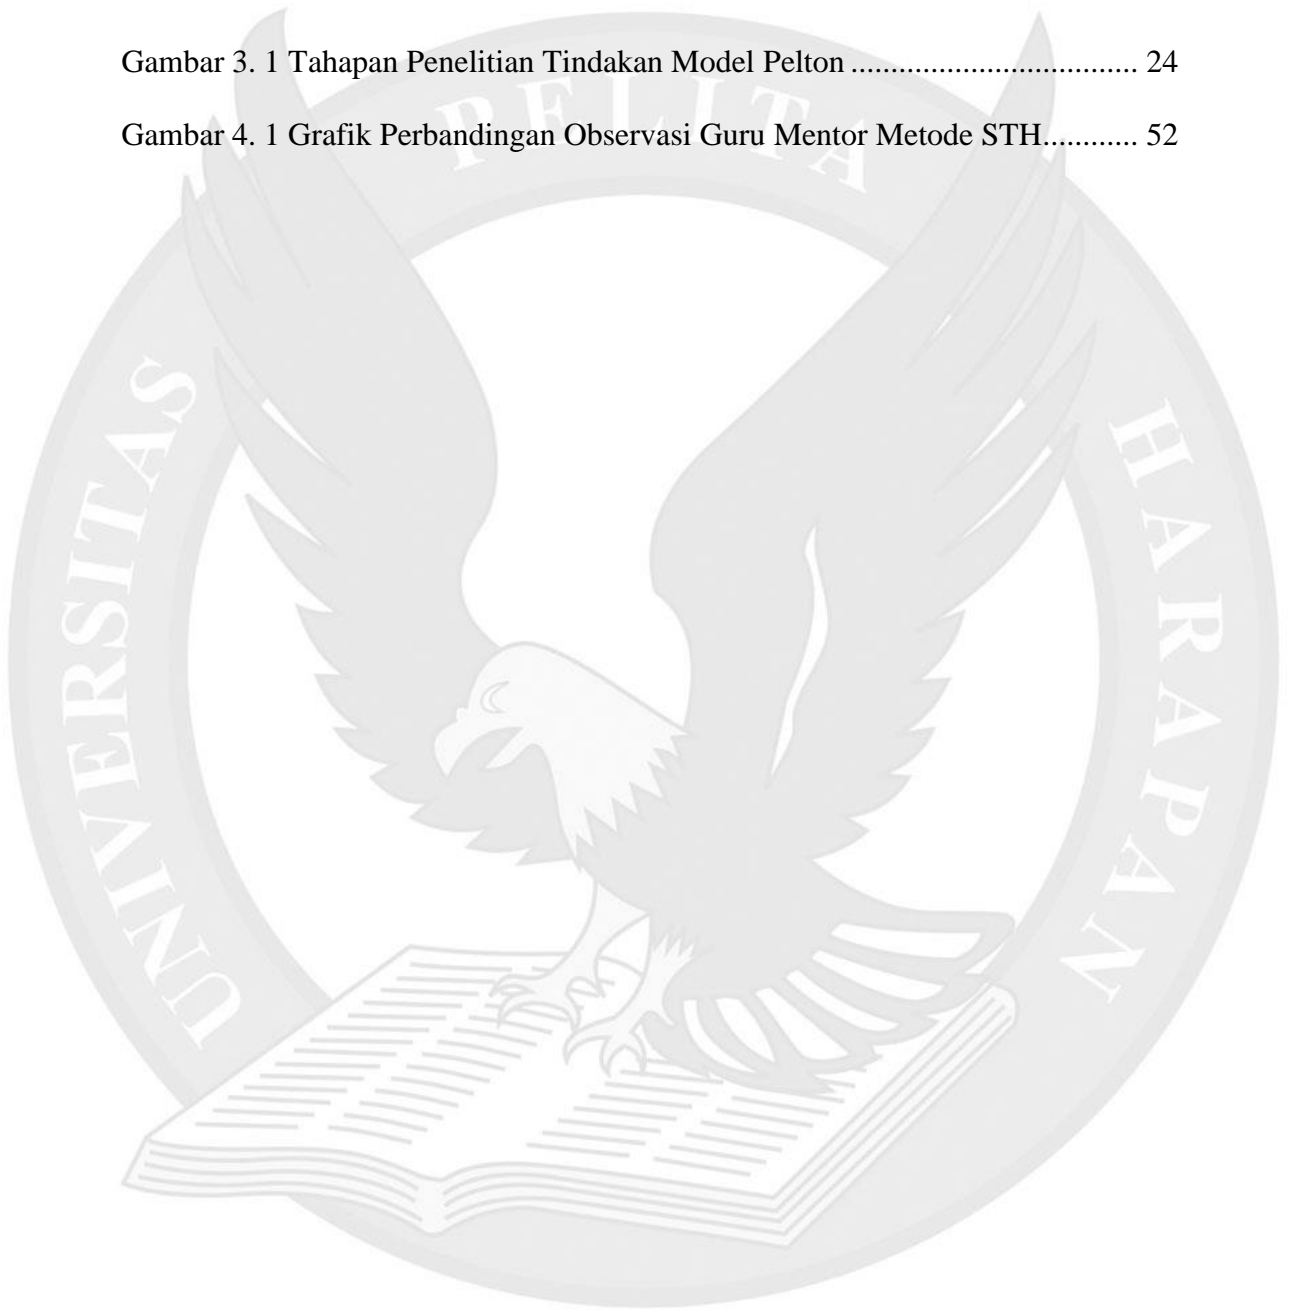 Gambar 3. 1 Tahapan Penelitian Tindakan Model Pelton .................................... 24
Gambar 4. 1 Grafik Perbandingan Observasi Guru Mentor Metode STH............ 52
UNIVERSITAS PELITA HARAPAN